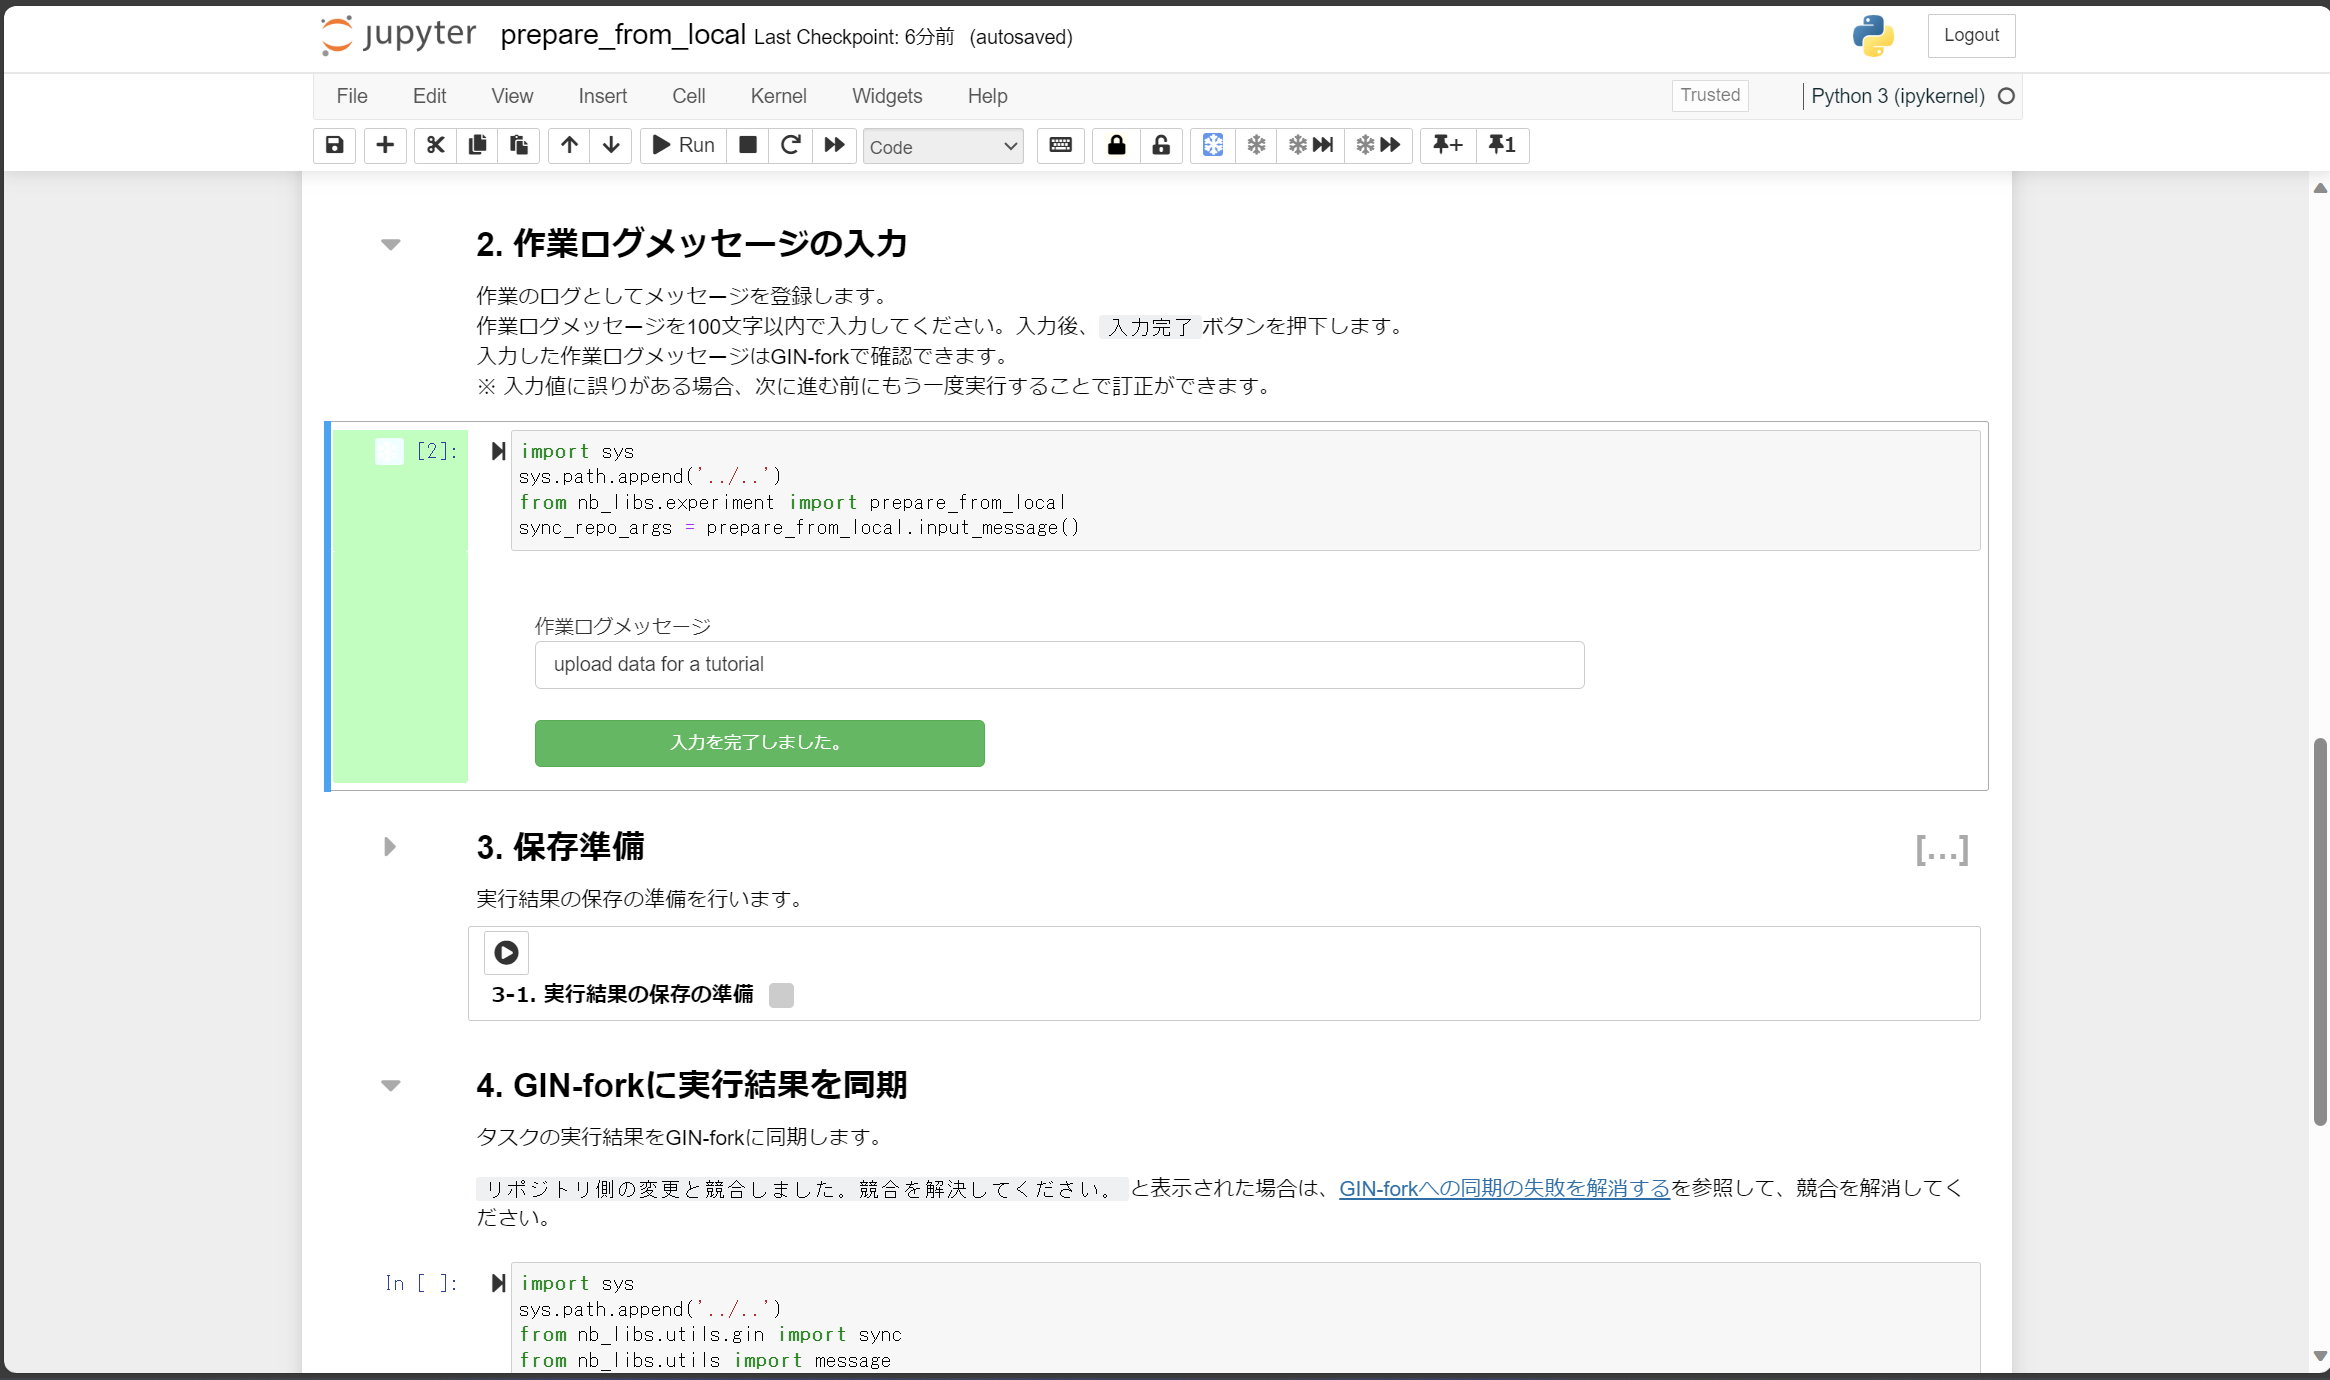 jupyter prepare_from_local Last Checkpoint: 6分前 (autosaved) Logout
File Edit View Insert Cell Kernel Widgets Help Trusted Python 3 (ipykernel)
Run Code + 1
2. 作業ログメッセージの入力
作業のログとしてメッセージを登録します。
作業ログメッセージを100文字以内で入力してください。入力後、 入力完了 ボタンを押下します。
入力した作業ログメッセージはGIN-forkで確認できます。
※ 入力値に誤りがある場合、次に進む前にもう一度実行することで訂正ができます。
[2]: import sys
sys.path.append('../..')
from nb_libs.experiment import prepare_from_local
sync_repo_args = prepare_from_local.input_message()
作業ログメッセージ
upload data for a tutorial
入力を完了しました。
3. 保存準備 [...]
実行結果の保存の準備を行います。
3-1. 実行結果の保存の準備
4. GIN-forkに実行結果を同期
タスクの実行結果をGIN-forkに同期します。
リポジトリ側の変更と競合しました。競合を解決してください。 と表示された場合は、GIN-forkへの同期の失敗を解消するを参照して、競合を解消してく
ださい。
In [ ]: import sys
sys.path.append('../..')
from nb_libs.utils.gin import sync
from nb_libs.utils import message